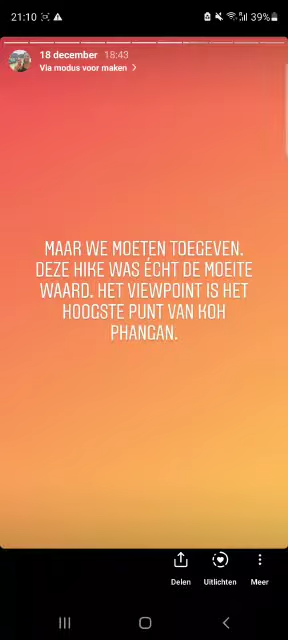 21:10 39%
18 december 18:43
Via modus voor maken
MAAR WE MOETEN TOEGEVEN.
DEZE HIKE WAS ÉCHT DE MOEITE
WAARD. HET VIEWPOINT IS HET
HOOGSTE PUNT VAN KOH
PHANGAN.
Delen Uitlichten Meer